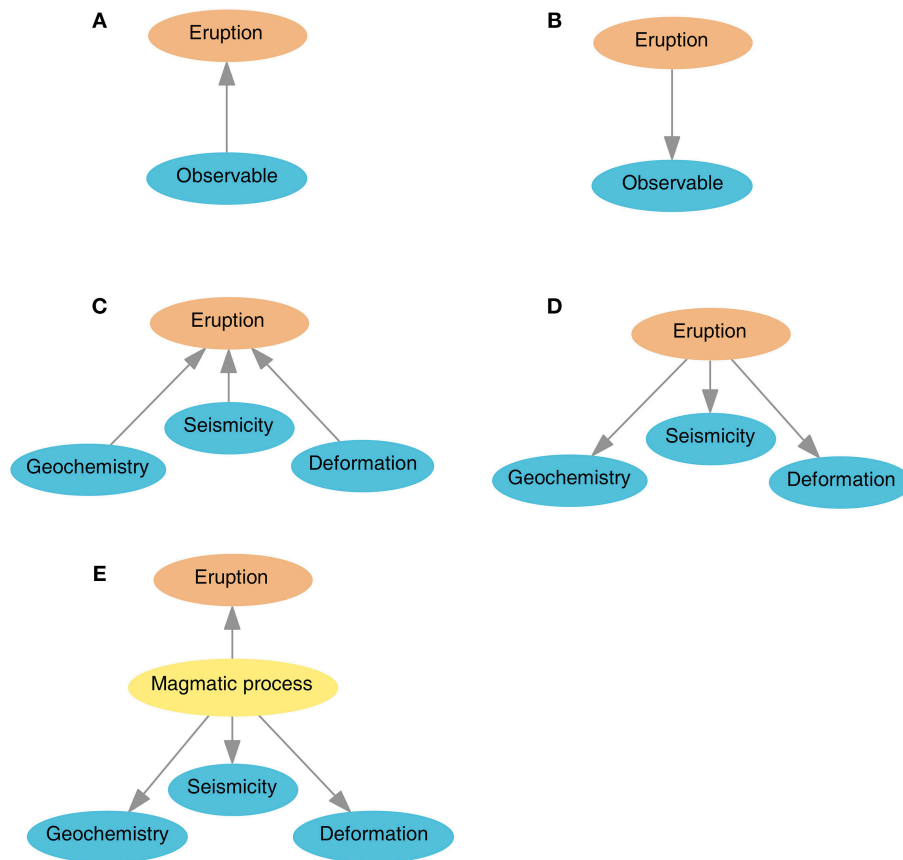 A
Eruption
Observable
B
Eruption
Observable
C
Eruption
Seismicity
Geochemistry
Deformation
D
Eruption
Seismicity
Geochemistry
Deformation
E
Eruption
Magmatic process
Seismicity
Geochemistry
Deformation